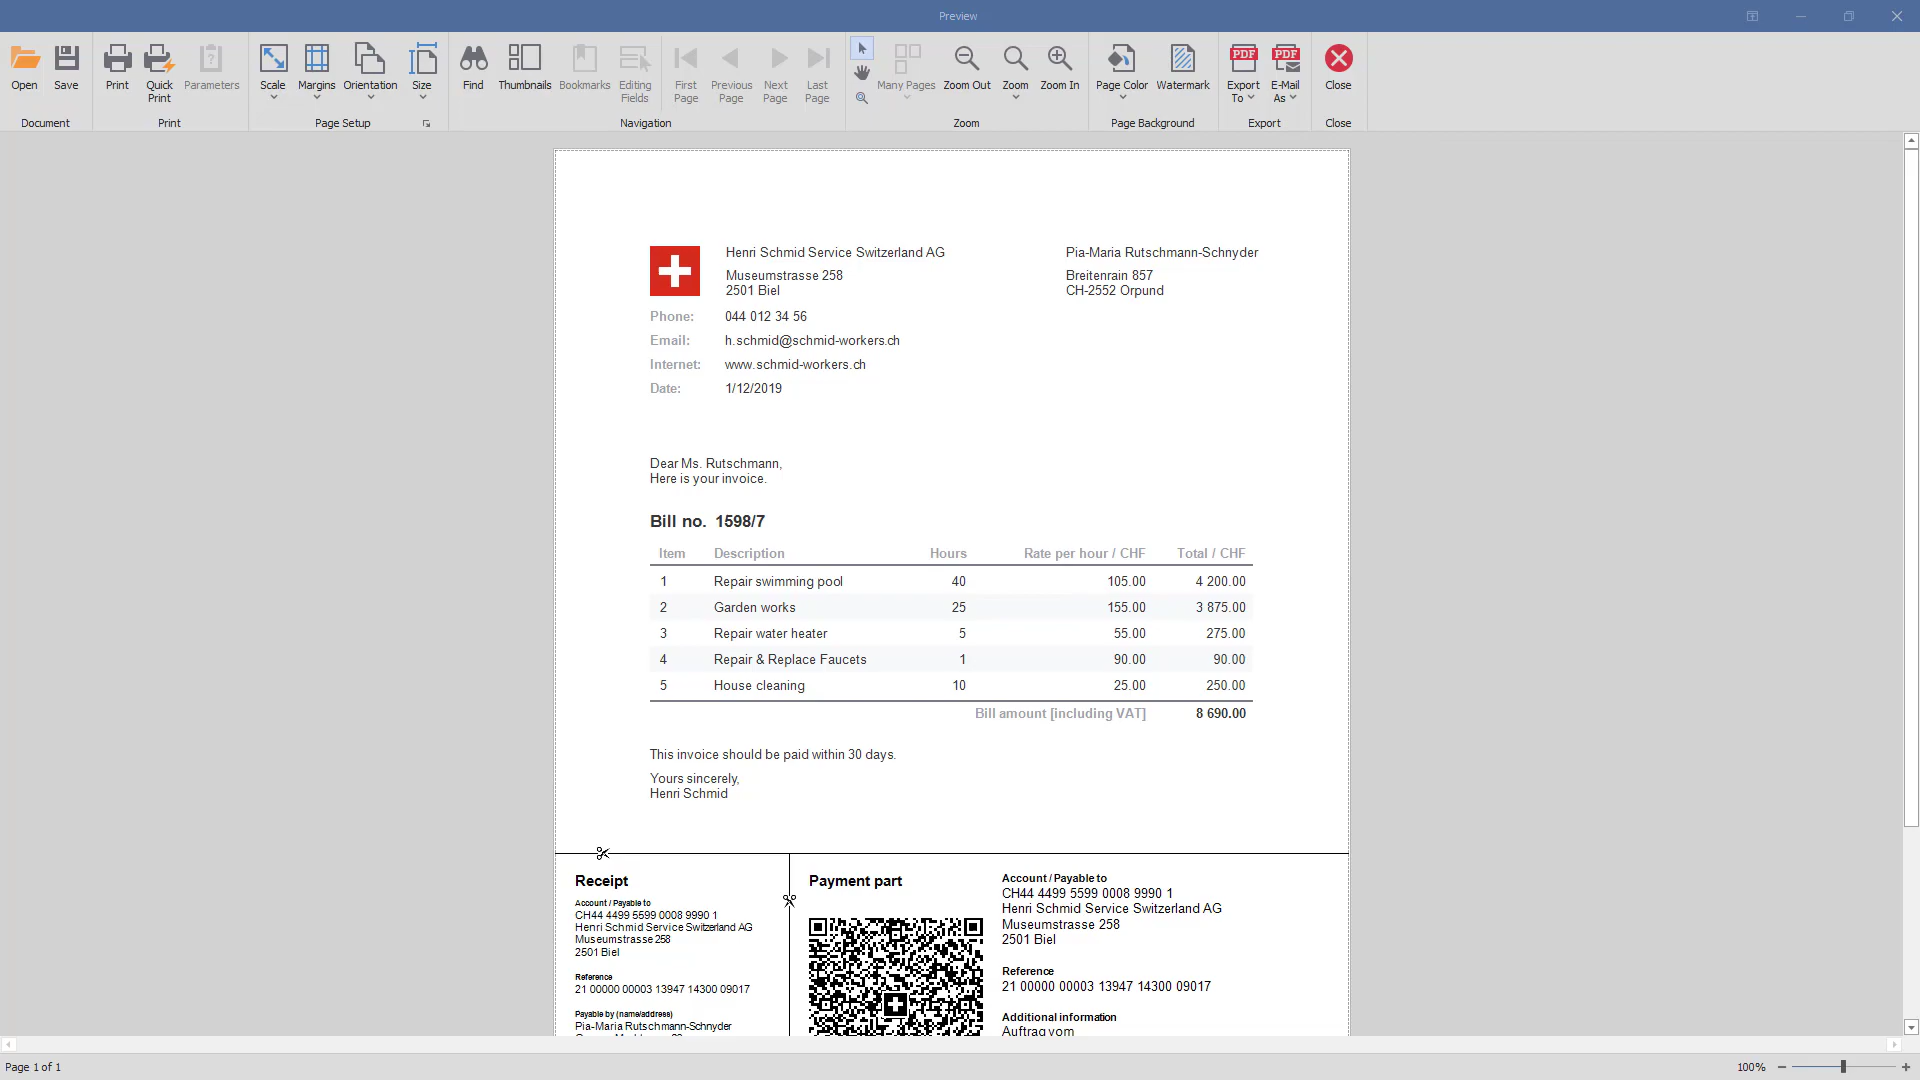 Preview
Open
Save
Document
Print
Quick
Print
Parameters
Print
Scale
Margins
Orientation
Size
Page Setup
Find
Thumbnails
Bookmarks
Editing
Fields
First
Page
Previous
Page
Next
Page
Last
Page
Navigation
Many Pages
Zoom Out
Zoom
Zoom In
Zoom
Page Color
Watermark
Page Background
PDF
Export
To
PDF
E-Mail
As
Export
Close
Close
Henri Schmid Service Switzerland AG
Museumstrasse 258
2501 Biel
Pia-Maria Rutschmann-Schnyder
Breitenrain 857
CH-2552 Orpund
Phone: 044 012 34 56
Email: h.schmid@schmid-workers.ch
Internet: www.schmid-workers.ch
Date: 1/12/2019
Dear Ms. Rutschmann,
Here is your invoice.
Bill no. 1598/7
Item Description Hours Rate per hour / CHF Total / CHF
1 Repair swimming pool 40 105.00 4 200.00
2 Garden works 25 155.00 3 875.00
3 Repair water heater 5 55.00 275.00
4 Repair & Replace Faucets 1 90.00 90.00
5 House cleaning 10 25.00 250.00
Bill amount [including VAT] 8 690.00
This invoice should be paid within 30 days.
Yours sincerely,
Henri Schmid
Receipt
Account / Payable to
CH44 4499 5599 0008 9990 1
Henri Schmid Service Switzerland AG
Museumstrasse 258
2501 Biel
Reference
21 00000 00003 13947 14300 09017
Payable by (name/address)
Pia-Maria Rutschmann-Schnyder
Payment part
Account / Payable to
CH44 4499 5599 0008 9990 1
Henri Schmid Service Switzerland AG
Museumstrasse 258
2501 Biel
Reference
21 00000 00003 13947 14300 09017
Additional information
Auftrag vom
Page 1 of 1
100%